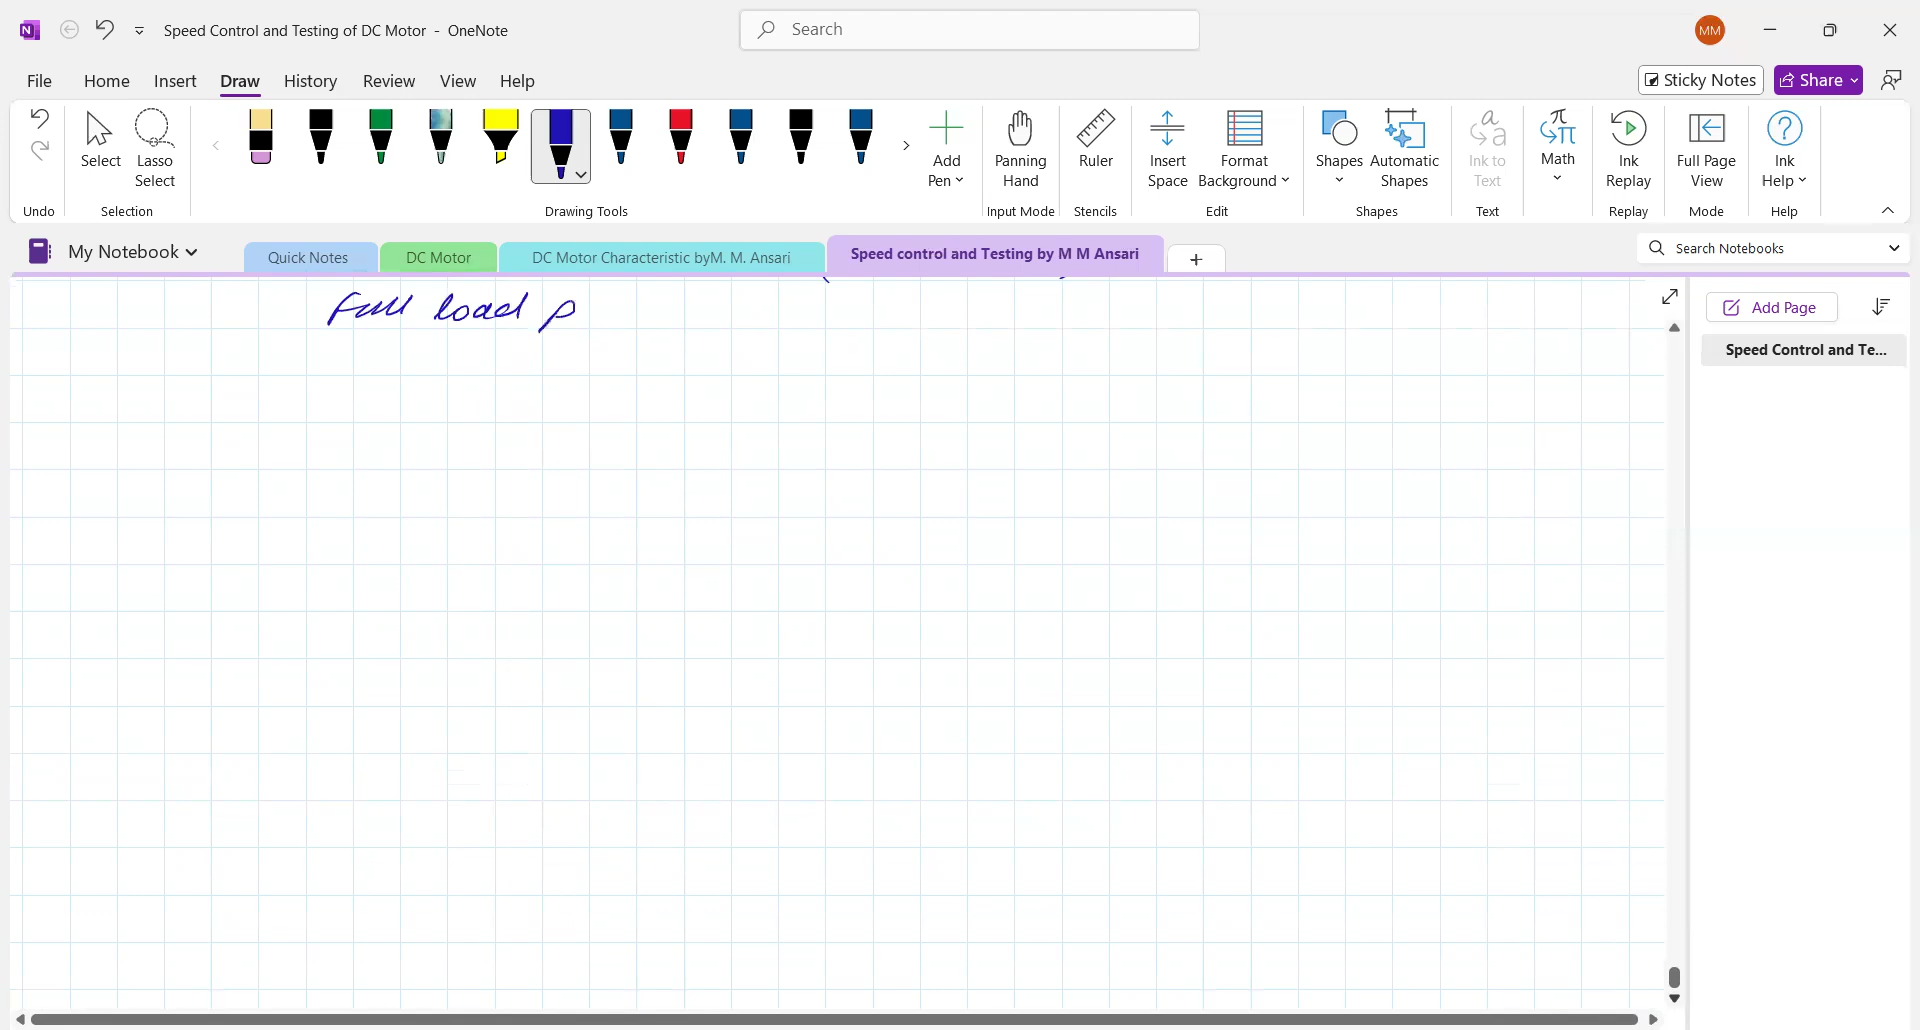 Speed Control and Testing of DC Motor - OneNote
Search
MM
File Home Insert Draw History Review View Help
Sticky Notes
Share
Select
Lasso Select
Add Pen
Panning Hand
Ruler
Insert Space
Format Background
Shapes
Automatic Shapes
Ink to Text
Math
Ink Replay
Full Page View
Ink Help
Undo
Selection
Drawing Tools
Input Mode
Stencils
Edit
Shapes
Text
Replay
Mode
Help
My Notebook
Quick Notes
DC Motor
DC Motor Characteristic byM. M. Ansari
Speed control and Testing by M M Ansari
+
Search Notebooks
Full load p
Add Page
Speed Control and Te...